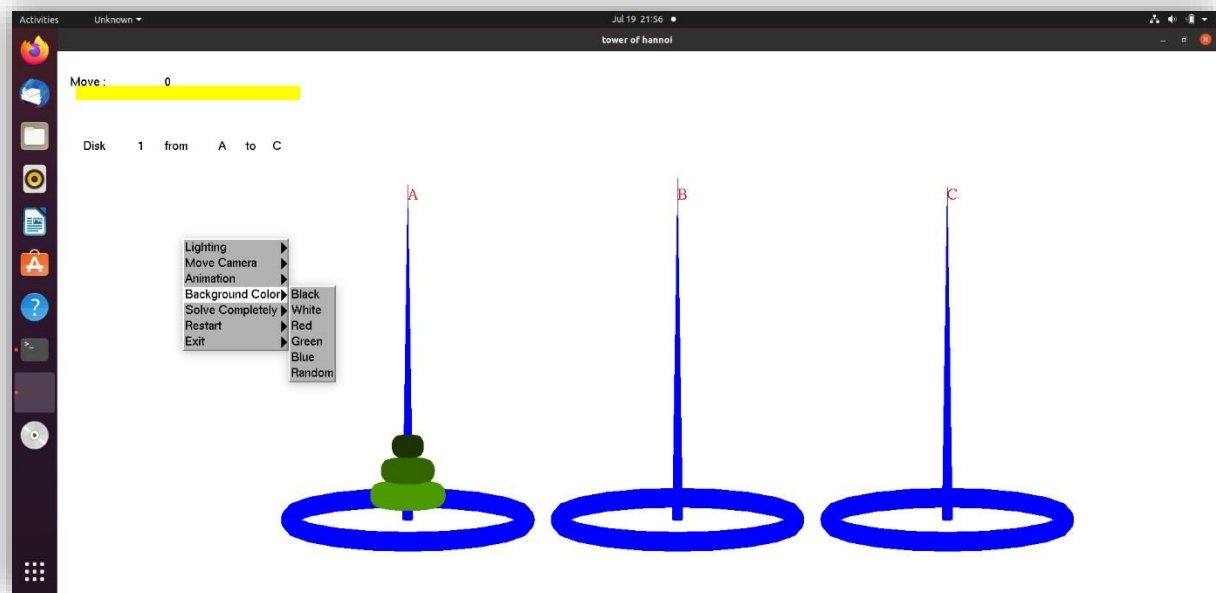 Activities Unknown Jul 19 21:56
tower of hannoi
Move : 0
Disk 1 from A to C
A B C
Lighting
Move Camera
Animation
Background Color
Solve Completely
Restart
Exit
Black
White
Red
Green
Blue
Random